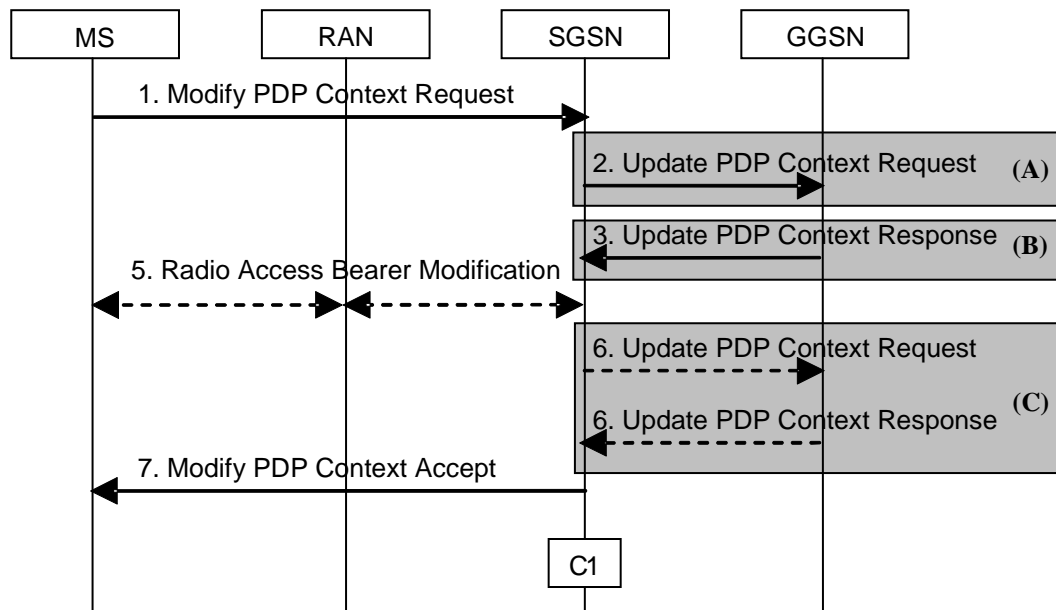 MS
RAN
SGSN
GGSN
1. Modify PDP Context Request
2. Update PDP Context Request
(A)
3. Update PDP Context Response
(B)
5. Radio Access Bearer Modification
6. Update PDP Context Request
(C)
6. Update PDP Context Response
7. Modify PDP Context Accept
C1